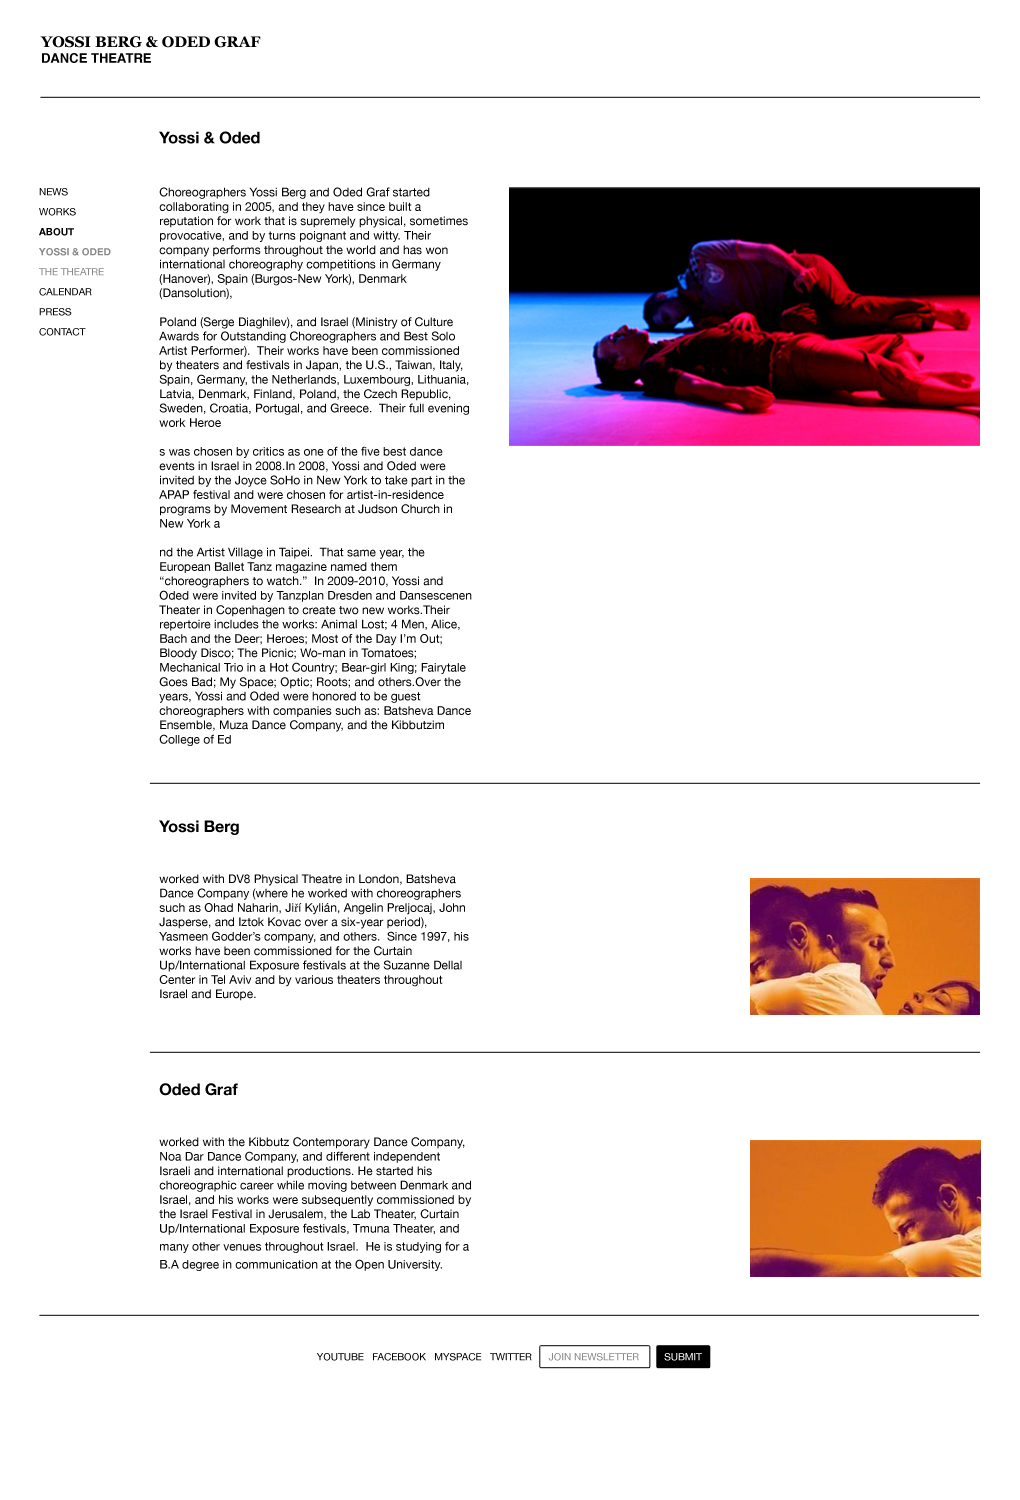 YOSSI BERG & ODED GRAF
DANCE THEATRE
Yossi & Oded
NEWS
WORKS
ABOUT
YOSSI & ODED
THE THEATRE
CALENDAR
PRESS
CONTACT
Choreographers Yossi Berg and Oded Graf started
collaborating in 2005, and they have since built a
reputation for work that is supremely physical, sometimes
provocative, and by turns poignant and witty. Their
company performs throughout the world and has won
international choreography competitions in Germany
(Hanover), Spain (Burgos-New York), Denmark
(Dansolution),
Poland (Serge Diaghilev), and Israel (Ministry of Culture
Awards for Outstanding Choreographers and Best Solo
Artist Performer).  Their works have been commissioned
by theaters and festivals in Japan, the U.S., Taiwan, Italy,
Spain, Germany, the Netherlands, Luxembourg, Lithuania,
Latvia, Denmark, Finland, Poland, the Czech Republic,
Sweden, Croatia, Portugal, and Greece.  Their full evening
work Heroe
s was chosen by critics as one of the five best dance
events in Israel in 2008.In 2008, Yossi and Oded were
invited by the Joyce SoHo in New York to take part in the
APAP festival and were chosen for artist-in-residence
programs by Movement Research at Judson Church in
New York a
nd the Artist Village in Taipei.  That same year, the
European Ballet Tanz magazine named them
“choreographers to watch.”  In 2009-2010, Yossi and
Oded were invited by Tanzplan Dresden and Dansescenen
Theater in Copenhagen to create two new works.Their
repertoire includes the works: Animal Lost; 4 Men, Alice,
Bach and the Deer; Heroes; Most of the Day I’m Out;
Bloody Disco; The Picnic; Wo-man in Tomatoes;
Mechanical Trio in a Hot Country; Bear-girl King; Fairytale
Goes Bad; My Space; Optic; Roots; and others.Over the
years, Yossi and Oded were honored to be guest
choreographers with companies such as: Batsheva Dance
Ensemble, Muza Dance Company, and the Kibbutzim
College of Ed
Yossi Berg
worked with DV8 Physical Theatre in London, Batsheva
Dance Company (where he worked with choreographers
such as Ohad Naharin, Jiří Kylián, Angelin Preljocaj, John
Jasperse, and Iztok Kovac over a six-year period),
Yasmeen Godder’s company, and others.  Since 1997, his
works have been commissioned for the Curtain
Up/International Exposure festivals at the Suzanne Dellal
Center in Tel Aviv and by various theaters throughout
Israel and Europe.
Oded Graf
worked with the Kibbutz Contemporary Dance Company,
Noa Dar Dance Company, and different independent
Israeli and international productions. He started his
choreographic career while moving between Denmark and
Israel, and his works were subsequently commissioned by
the Israel Festival in Jerusalem, the Lab Theater, Curtain
Up/International Exposure festivals, Tmuna Theater, and
many other venues throughout Israel.  He is studying for a
B.A degree in communication at the Open University.
YOUTUBE FACEBOOK MYSPACE TWITTER JOIN NEWSLETTER SUBMIT